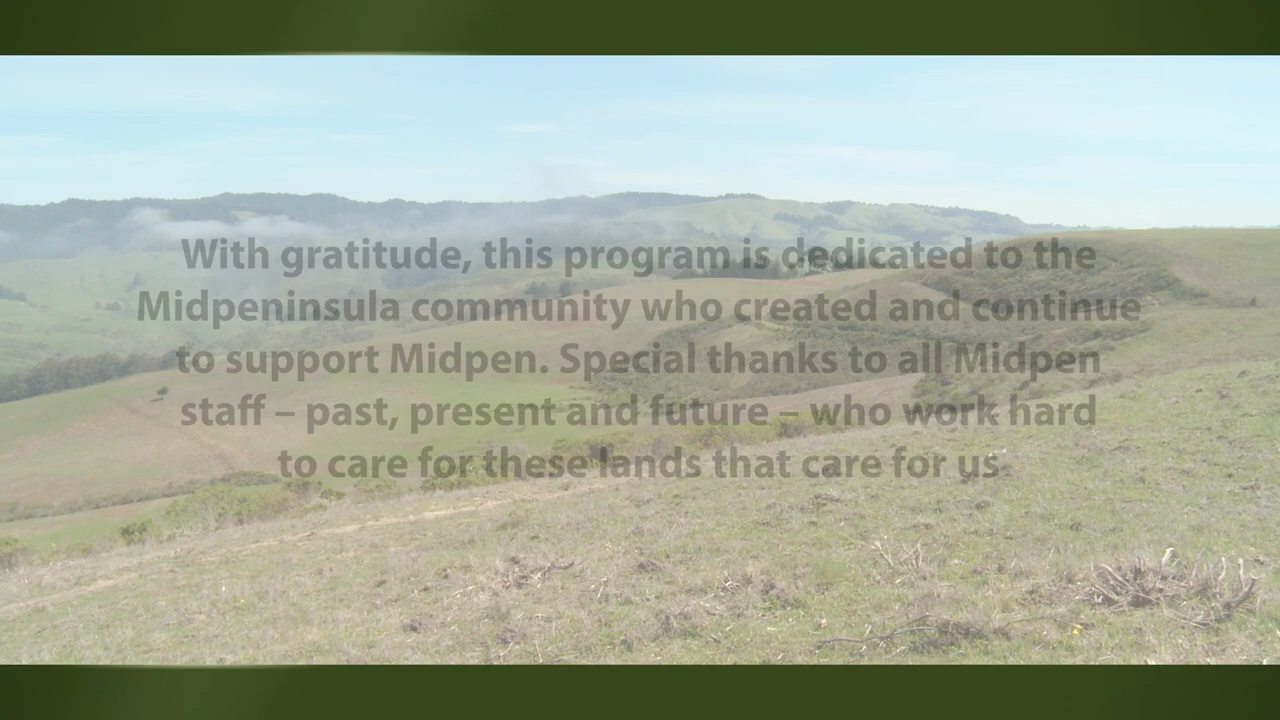 With gratitude, this program is dedicated to the
Midpeninsula community who created and continue
to support Midpen. Special thanks to all Midpen
staff – past, present and future – who work hard
to care for these lands that care for us.